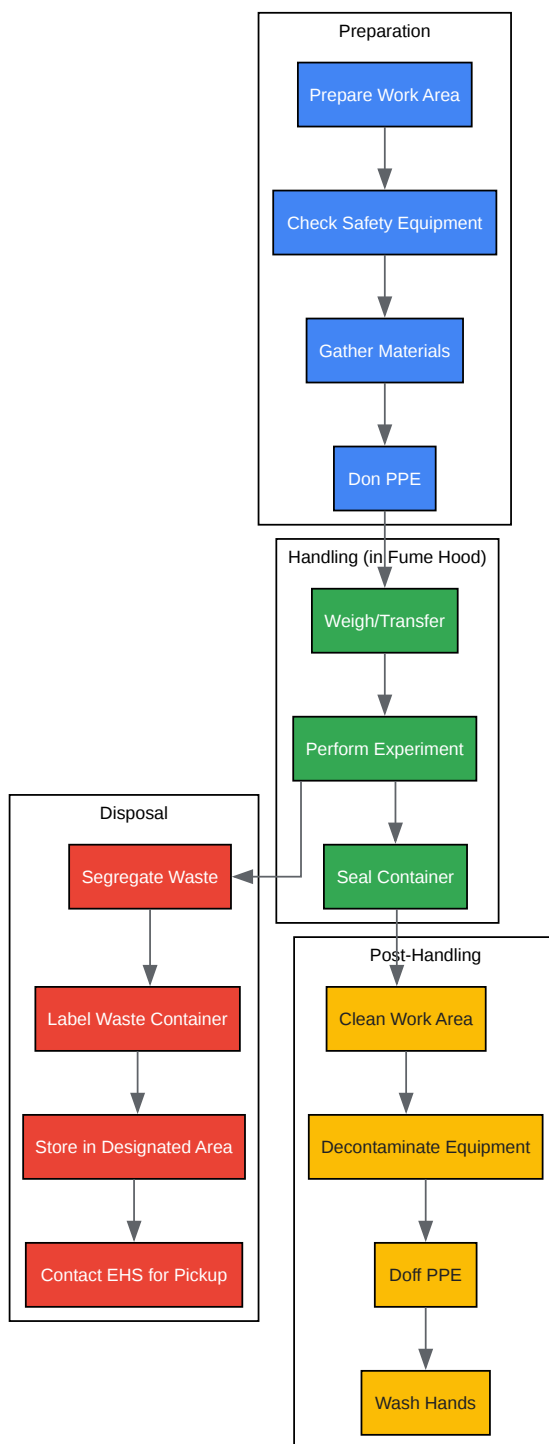 Preparation
Prepare Work Area
Check Safety Equipment
Gather Materials
Don PPE
Handling (in Fume Hood)
Weigh/Transfer
Perform Experiment
Seal Container
Disposal
Segregate Waste
Label Waste Container
Store in Designated Area
Contact EHS for Pickup
Post-Handling
Clean Work Area
Decontaminate Equipment
Doff PPE
Wash Hands